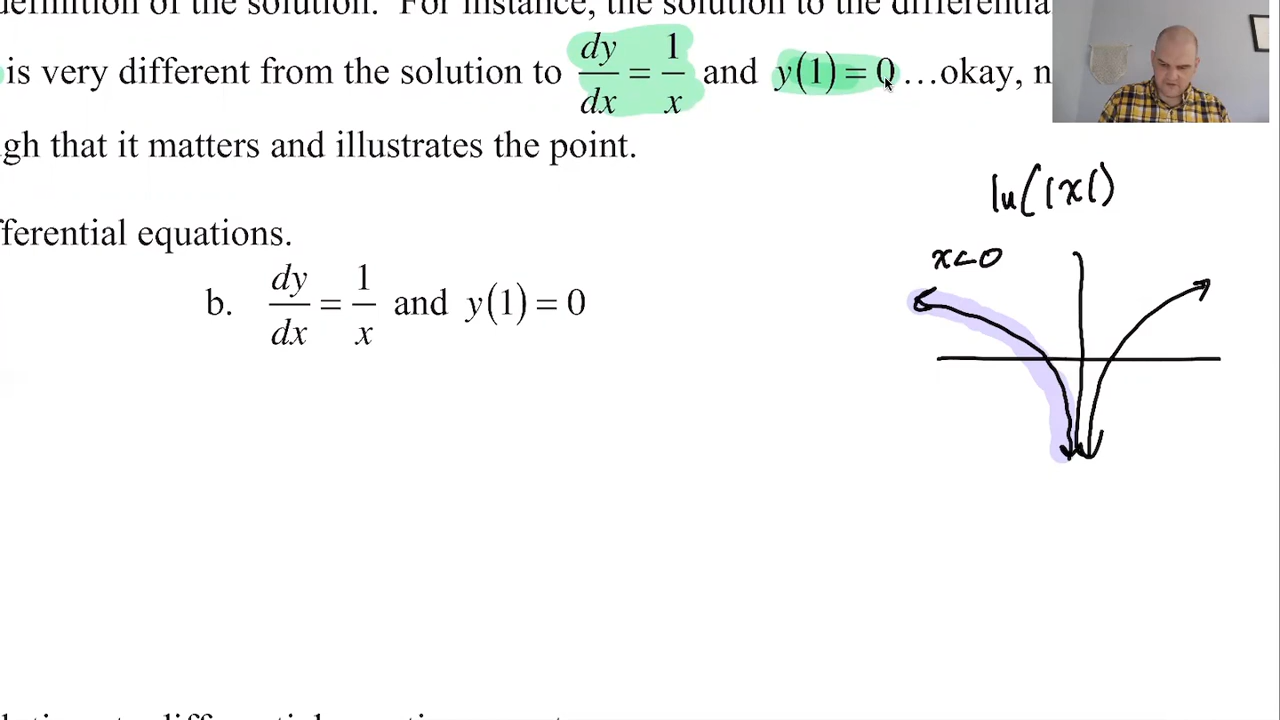 definition of the solution. For instance, the solution to the differentia
is very different from the solution to dy/dx = 1/x and y(1) = 0 …okay, n
gh that it matters and illustrates the point.
ln(|x|)
fferential equations.
x<0
b. dy/dx = 1/x and y(1) = 0